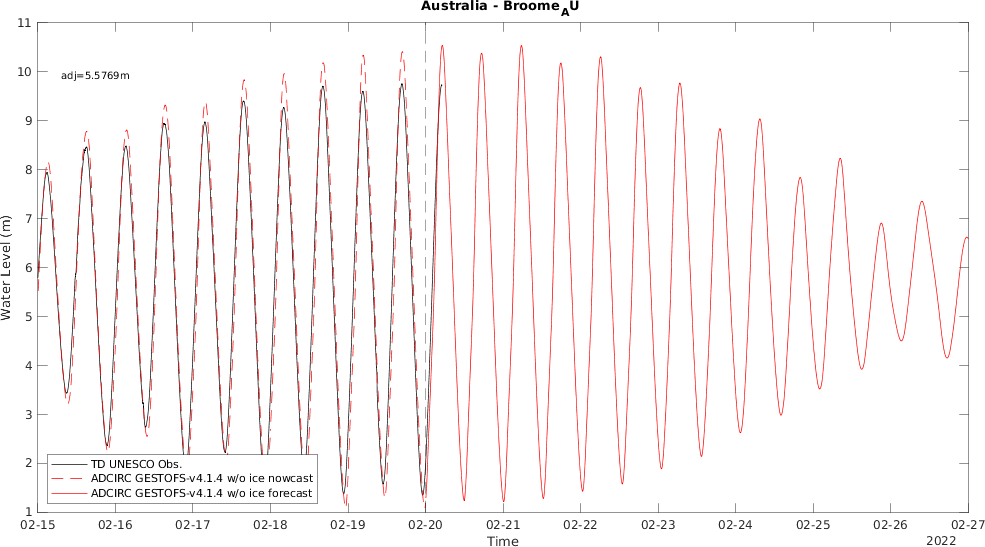 Australia - Broome_AU
11
10
9
8
7
6
5
4
3
2
1
Water Level (m)
adj=5.5769m
TD UNESCO Obs.
ADCIRC GESTOFS-v4.1.4 w/o ice nowcast
ADCIRC GESTOFS-v4.1.4 w/o ice forecast
02-15 02-16 02-17 02-18 02-19 02-20 02-21 02-22 02-23 02-24 02-25 02-26 02-27
Time
2022